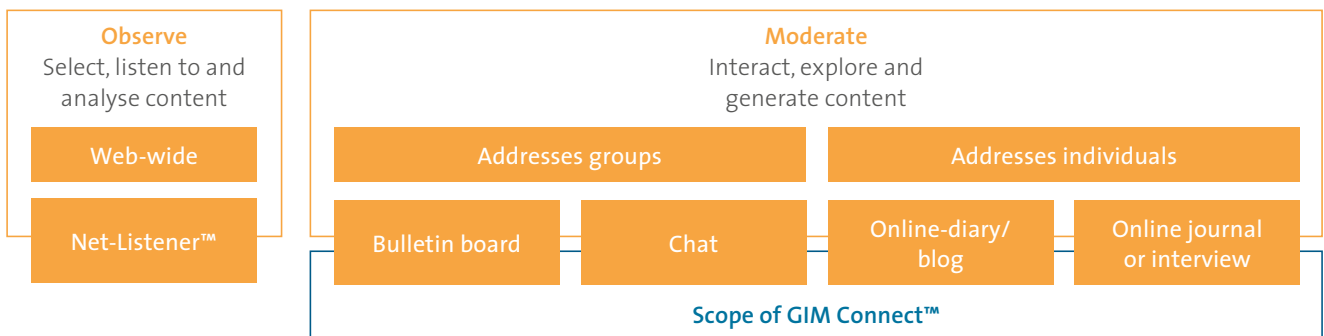 Observe
Select, listen to and
analyse content
Web-wide
Net-Listener™
Moderate
Interact, explore and
generate content
Addresses groups
Addresses individuals
Bulletin board
Chat
Online-diary/
blog
Online journal
or interview
Scope of GIM Connect™